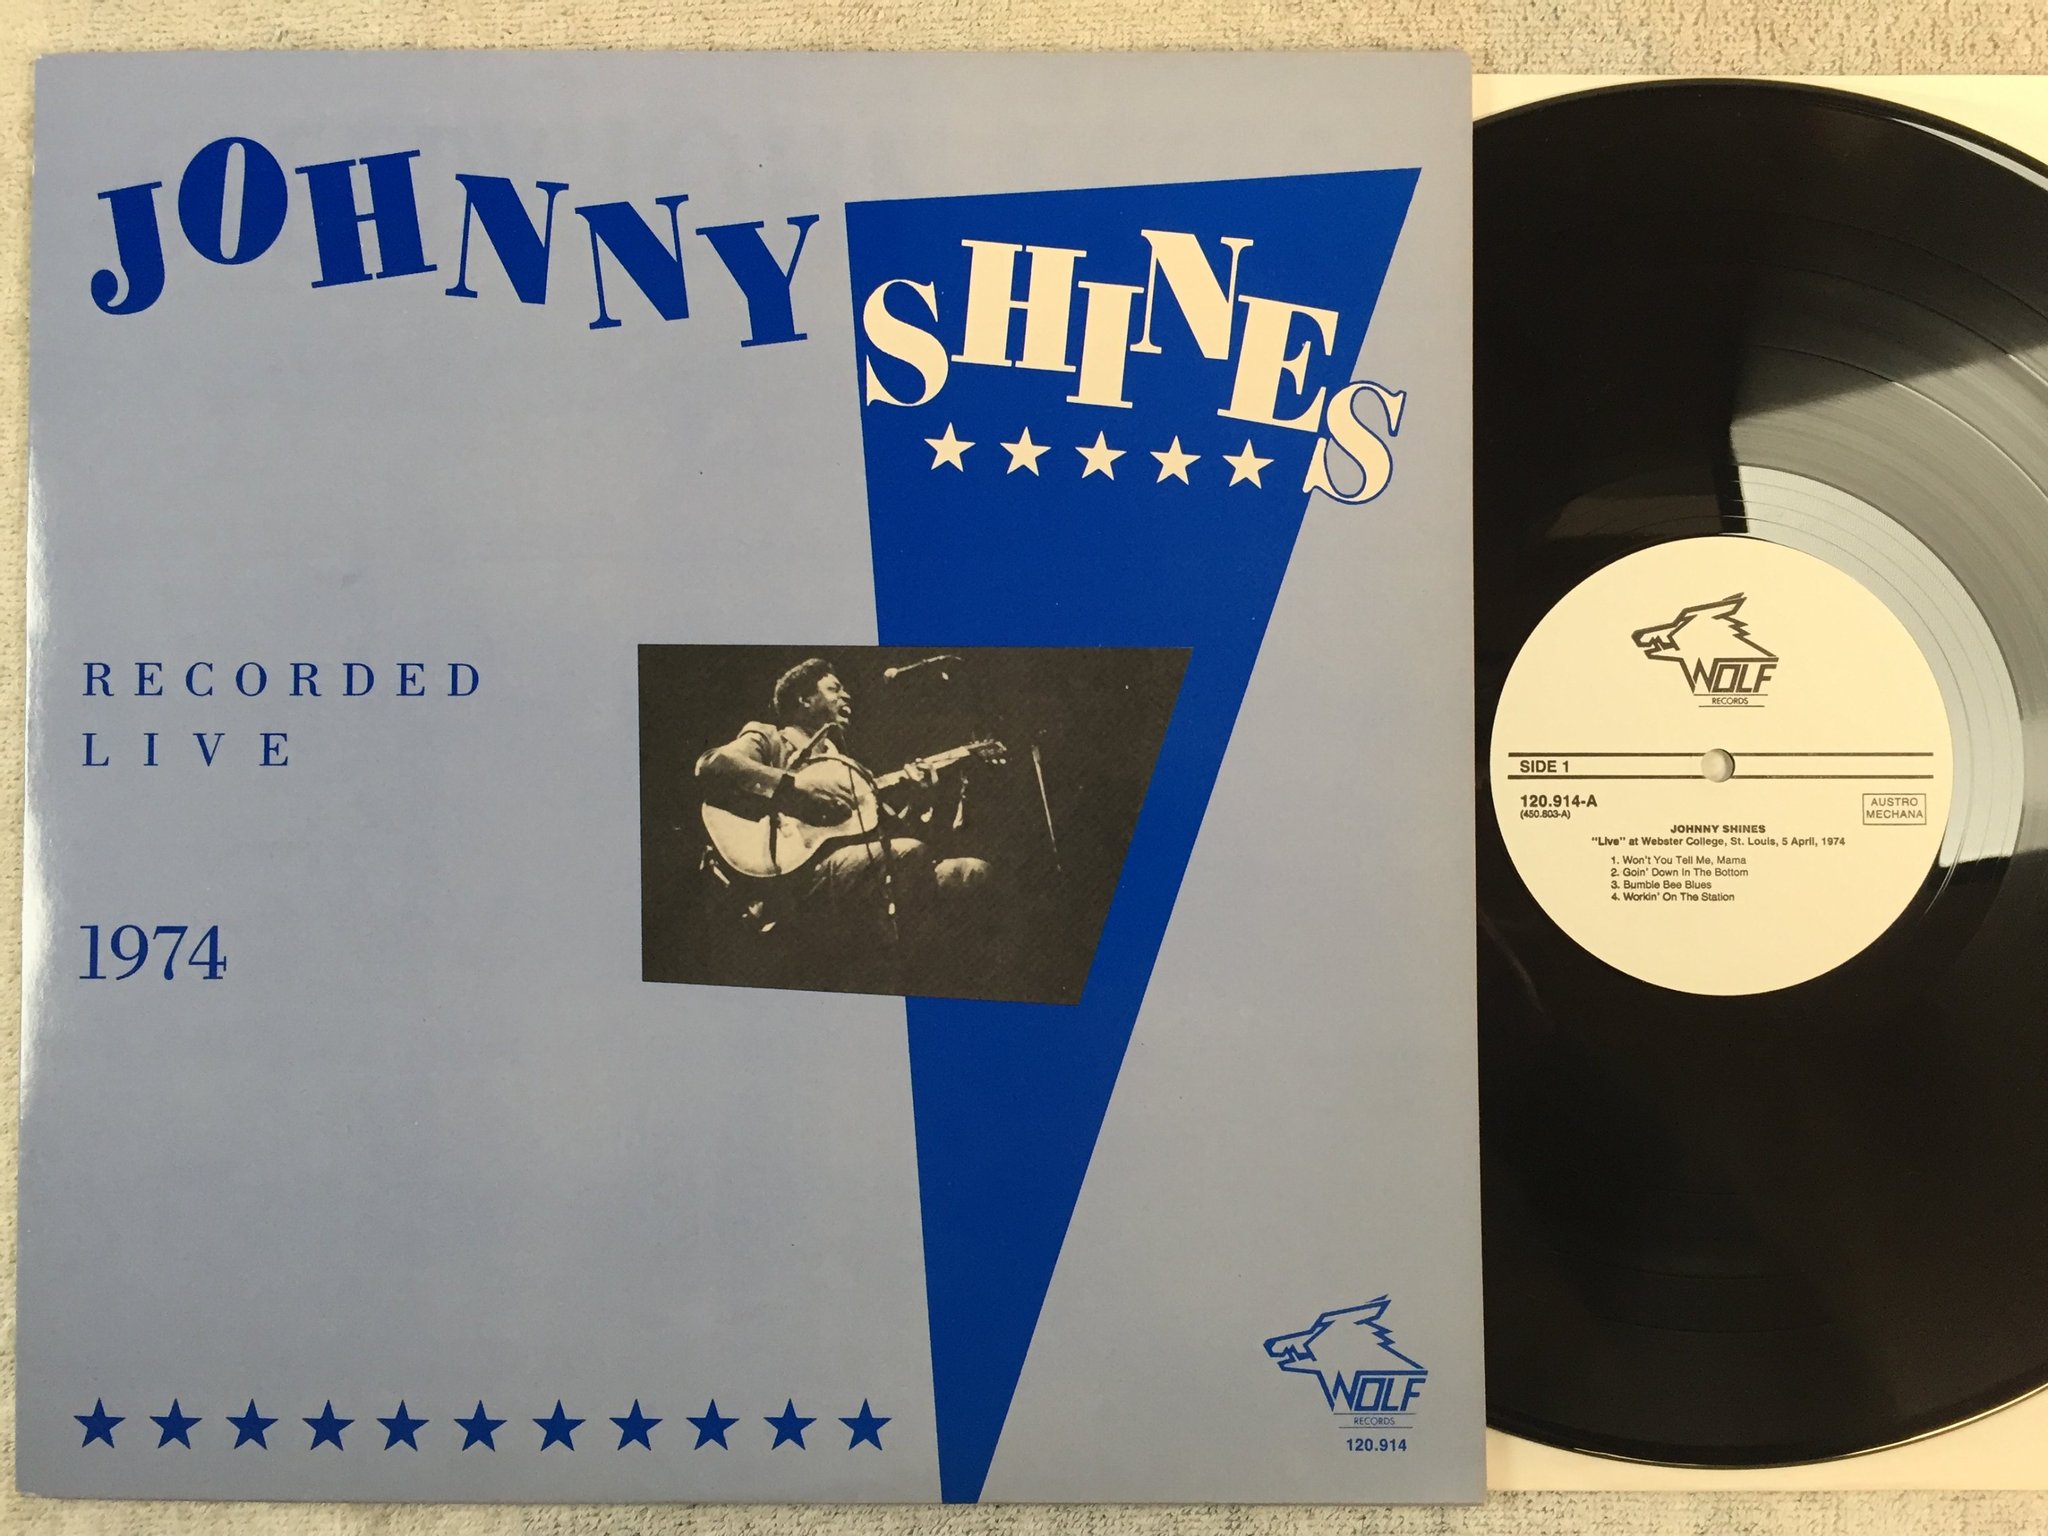 JOHNNY
SHINES
RECORDED
LIVE
1974
WOLF
RECORDS
120.914
WOLF
RECORDS
SIDE 1
120.914-A
(450.803-A)
AUSTRO
MECHANA
JOHNNY SHINES
"Live" at Webster College, St. Louis, 5 April, 1974
1. Won't You Tell Me, Mama
2. Goin' Down In The Bottom
3. Bumble Bee Blues
4. Workin' On The Station